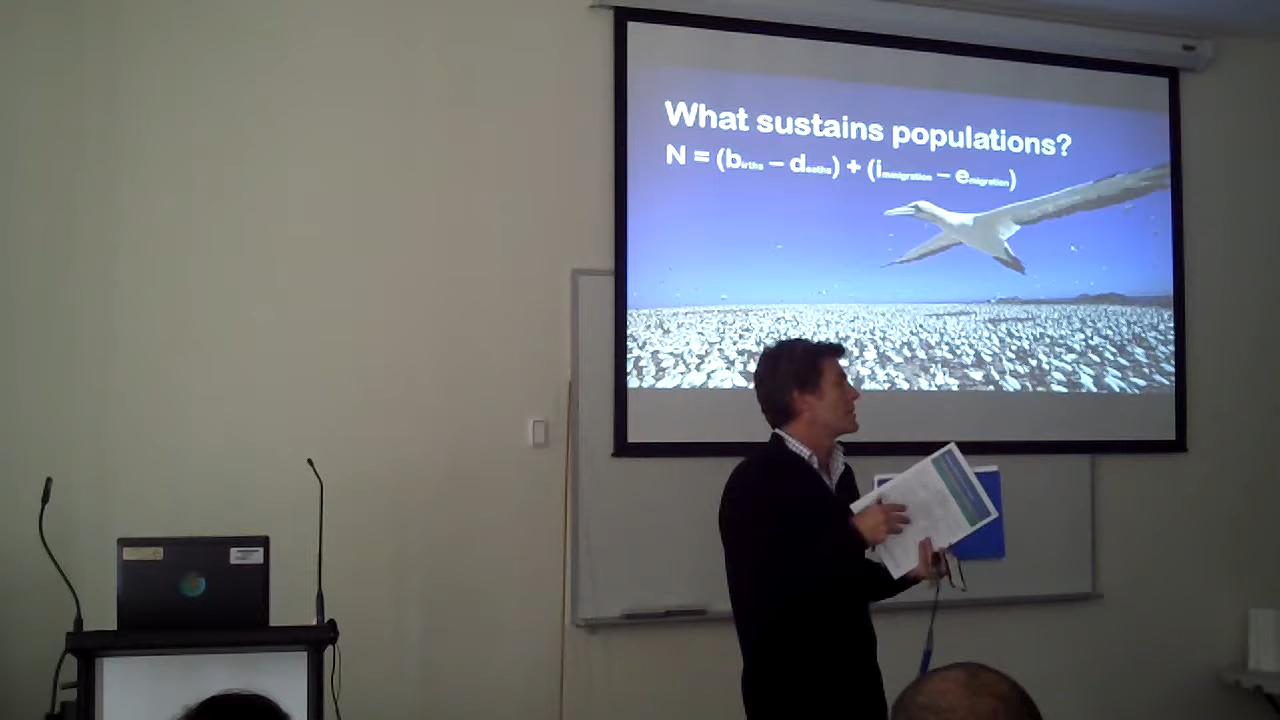 What sustains populations?
N = (births – deaths) + (immigration – emigration)